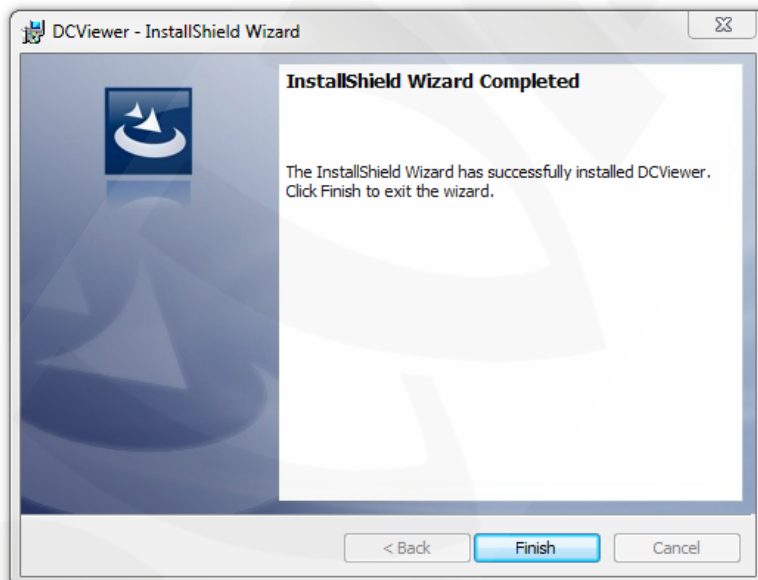 DCViewer - InstallShield Wizard
InstallShield Wizard Completed
The InstallShield Wizard has successfully installed DCViewer.
Click Finish to exit the wizard.
< Back
Finish
Cancel